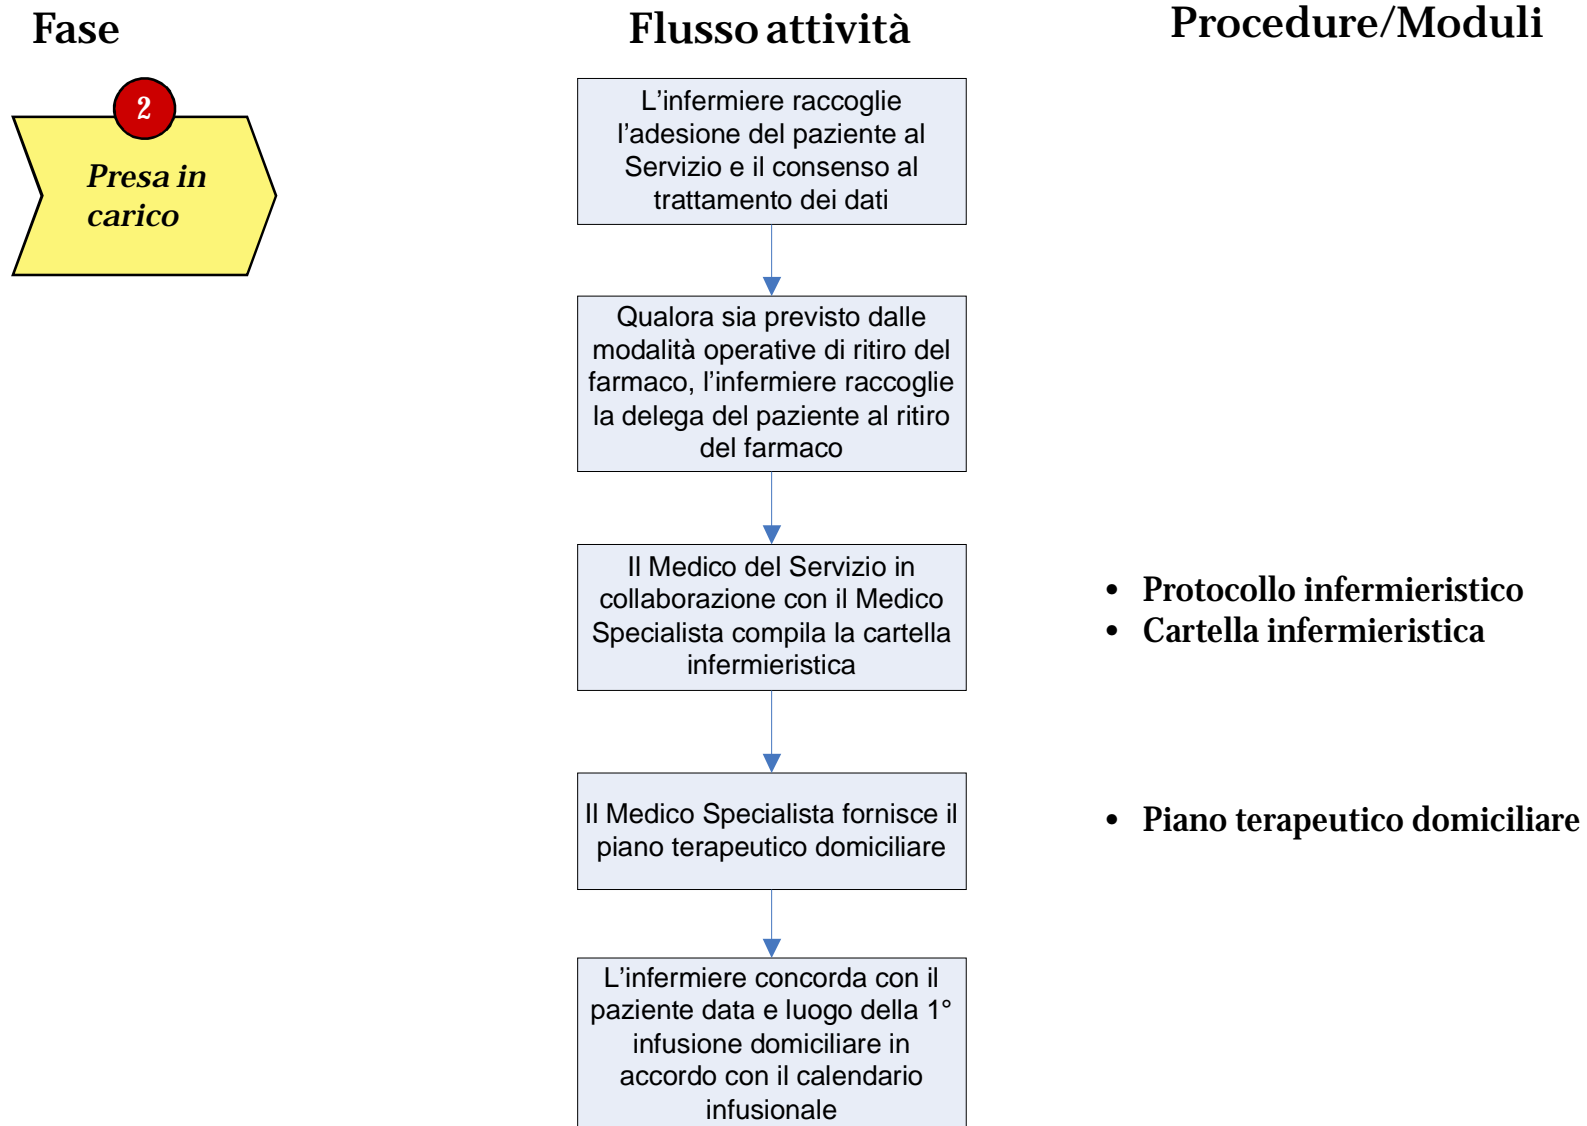 Fase
Flusso attività
Procedure/Moduli
2
Presa in
carico
L’infermiere raccoglie
l’adesione del paziente al
Servizio e il consenso al
trattamento dei dati
Qualora sia previsto dalle
modalità operative di ritiro del
farmaco, l’infermiere raccoglie
la delega del paziente al ritiro
del farmaco
Il Medico del Servizio in
collaborazione con il Medico
Specialista compila la cartella
infermieristica
• Protocollo infermieristico
• Cartella infermieristica
Il Medico Specialista fornisce il
piano terapeutico domiciliare
• Piano terapeutico domiciliare
L’infermiere concorda con il
paziente data e luogo della 1°
infusione domiciliare in
accordo con il calendario
infusionale